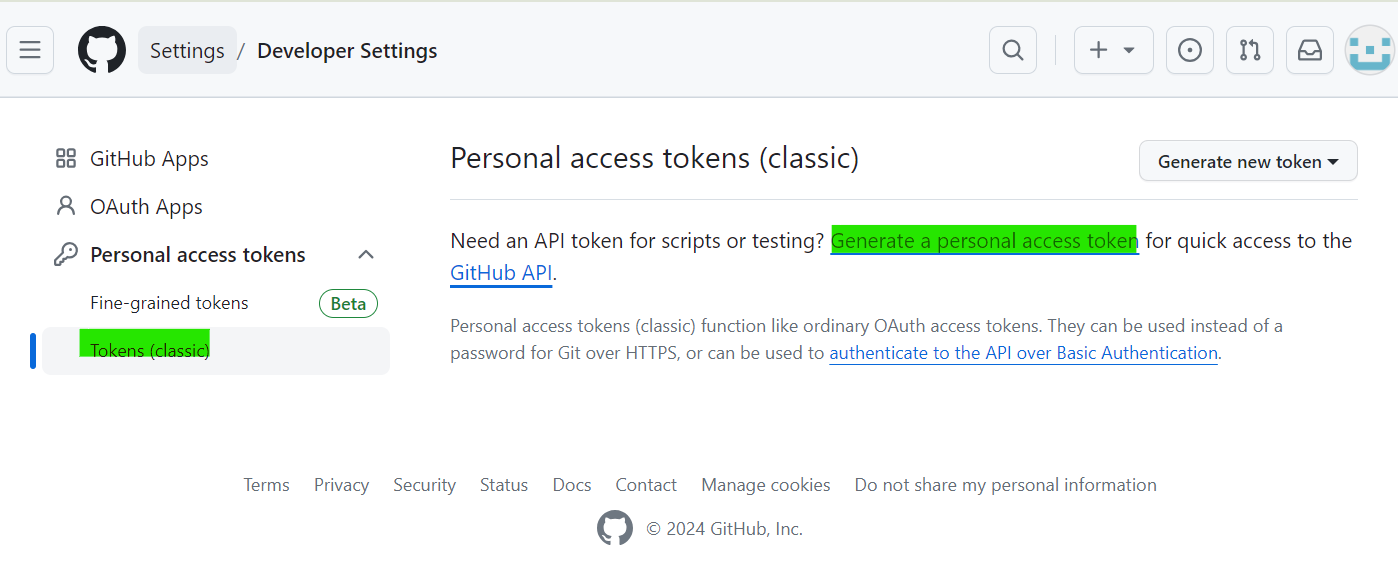 Settings / Developer Settings
GitHub Apps
OAuth Apps
Personal access tokens
Fine-grained tokens Beta
Tokens (classic)
Personal access tokens (classic)
Generate new token
Need an API token for scripts or testing? Generate a personal access token for quick access to the
GitHub API.
Personal access tokens (classic) function like ordinary OAuth access tokens. They can be used instead of a
password for Git over HTTPS, or can be used to authenticate to the API over Basic Authentication.
Terms Privacy Security Status Docs Contact Manage cookies Do not share my personal information
© 2024 GitHub, Inc.